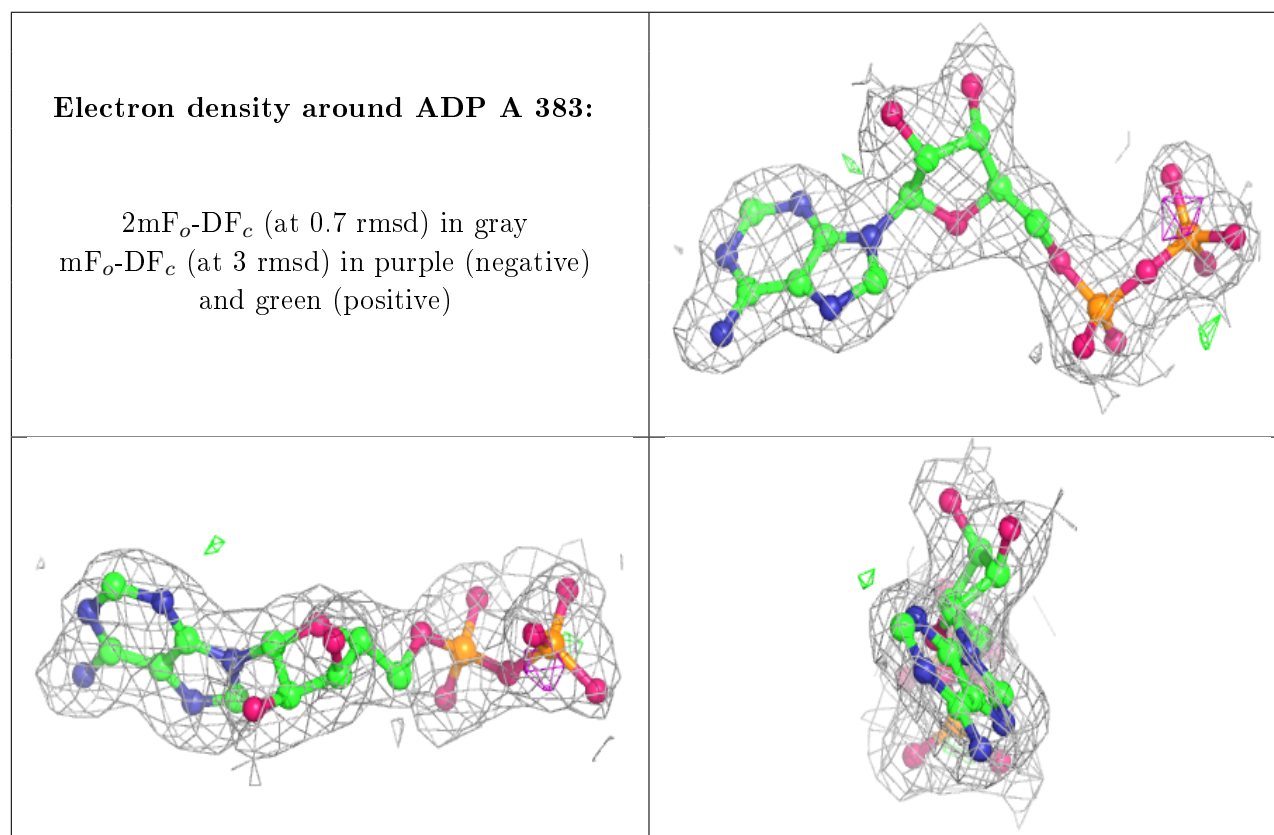 Electron density around ADP A 383:
2mFₒ-DF𝒸 (at 0.7 rmsd) in gray
mFₒ-DF𝒸 (at 3 rmsd) in purple (negative)
and green (positive)